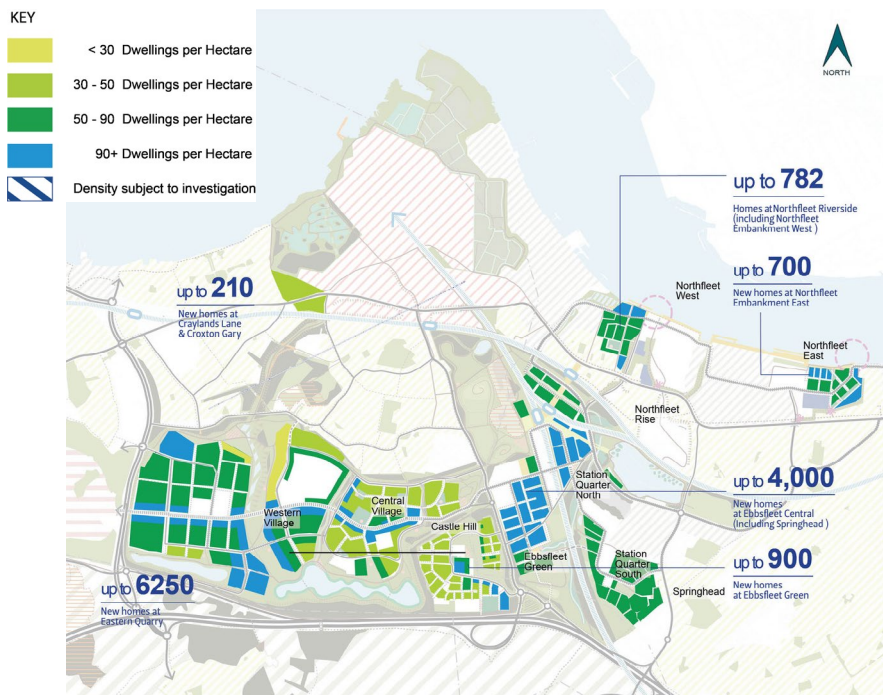 KEY
< 30 Dwellings per Hectare
30 - 50 Dwellings per Hectare
50 - 90 Dwellings per Hectare
90+ Dwellings per Hectare
Density subject to investigation
NORTH
up to 782
Homes at Northfleet Riverside
(including Northfleet
Embankment West )
up to 700
New homes at Northfleet
Embankment East
up to 210
New homes at
Craylands Lane
& Croxton Gary
Northfleet
West
Northfleet
East
Northfleet
Rise
up to 4,000
New homes
at Ebbsfleet Central
(Including Springhead )
Station
Quarter
North
Central
Village
Western
Village
Castle Hill
Ebbsfleet
Green
Station
Quarter
South
Springhead
up to 900
New homes
at Ebbsfleet Green
up to 6250
New homes at
Eastern Quarry